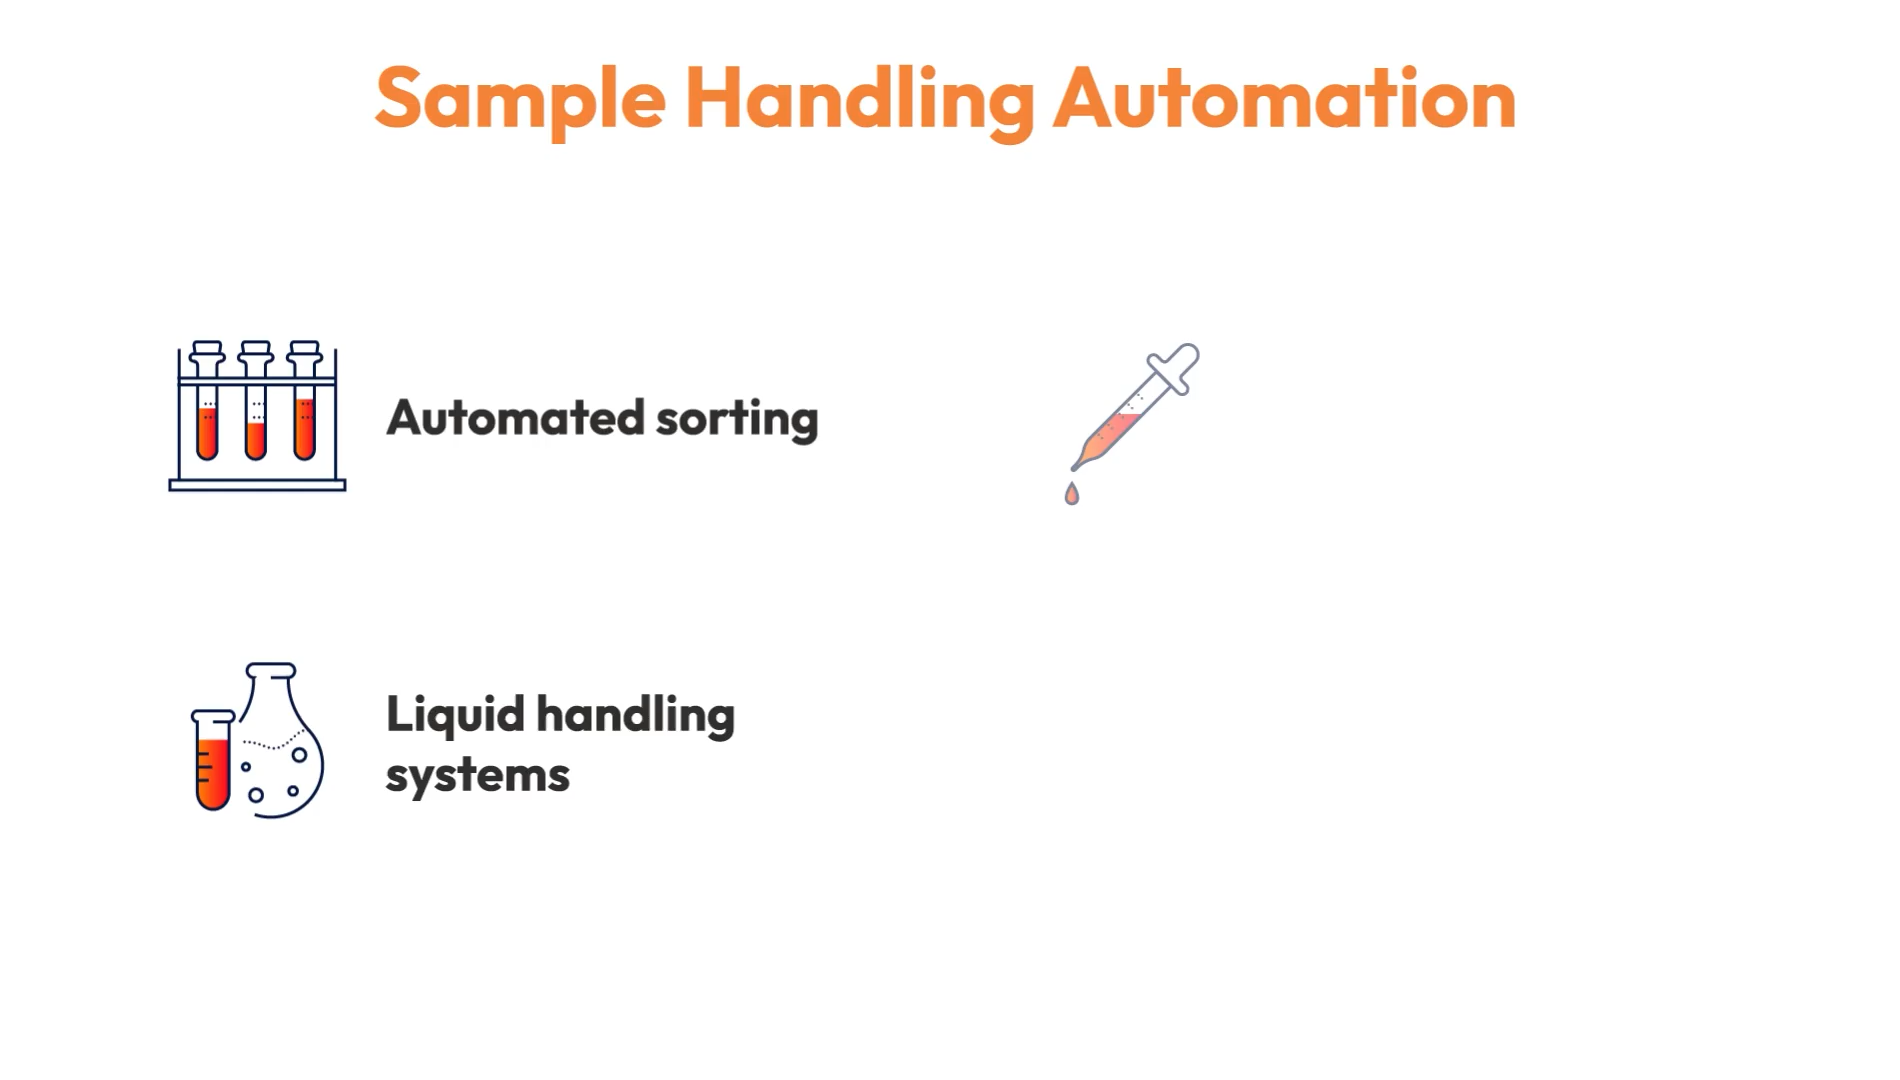 Sample Handling Automation
Automated sorting
Liquid handling
systems